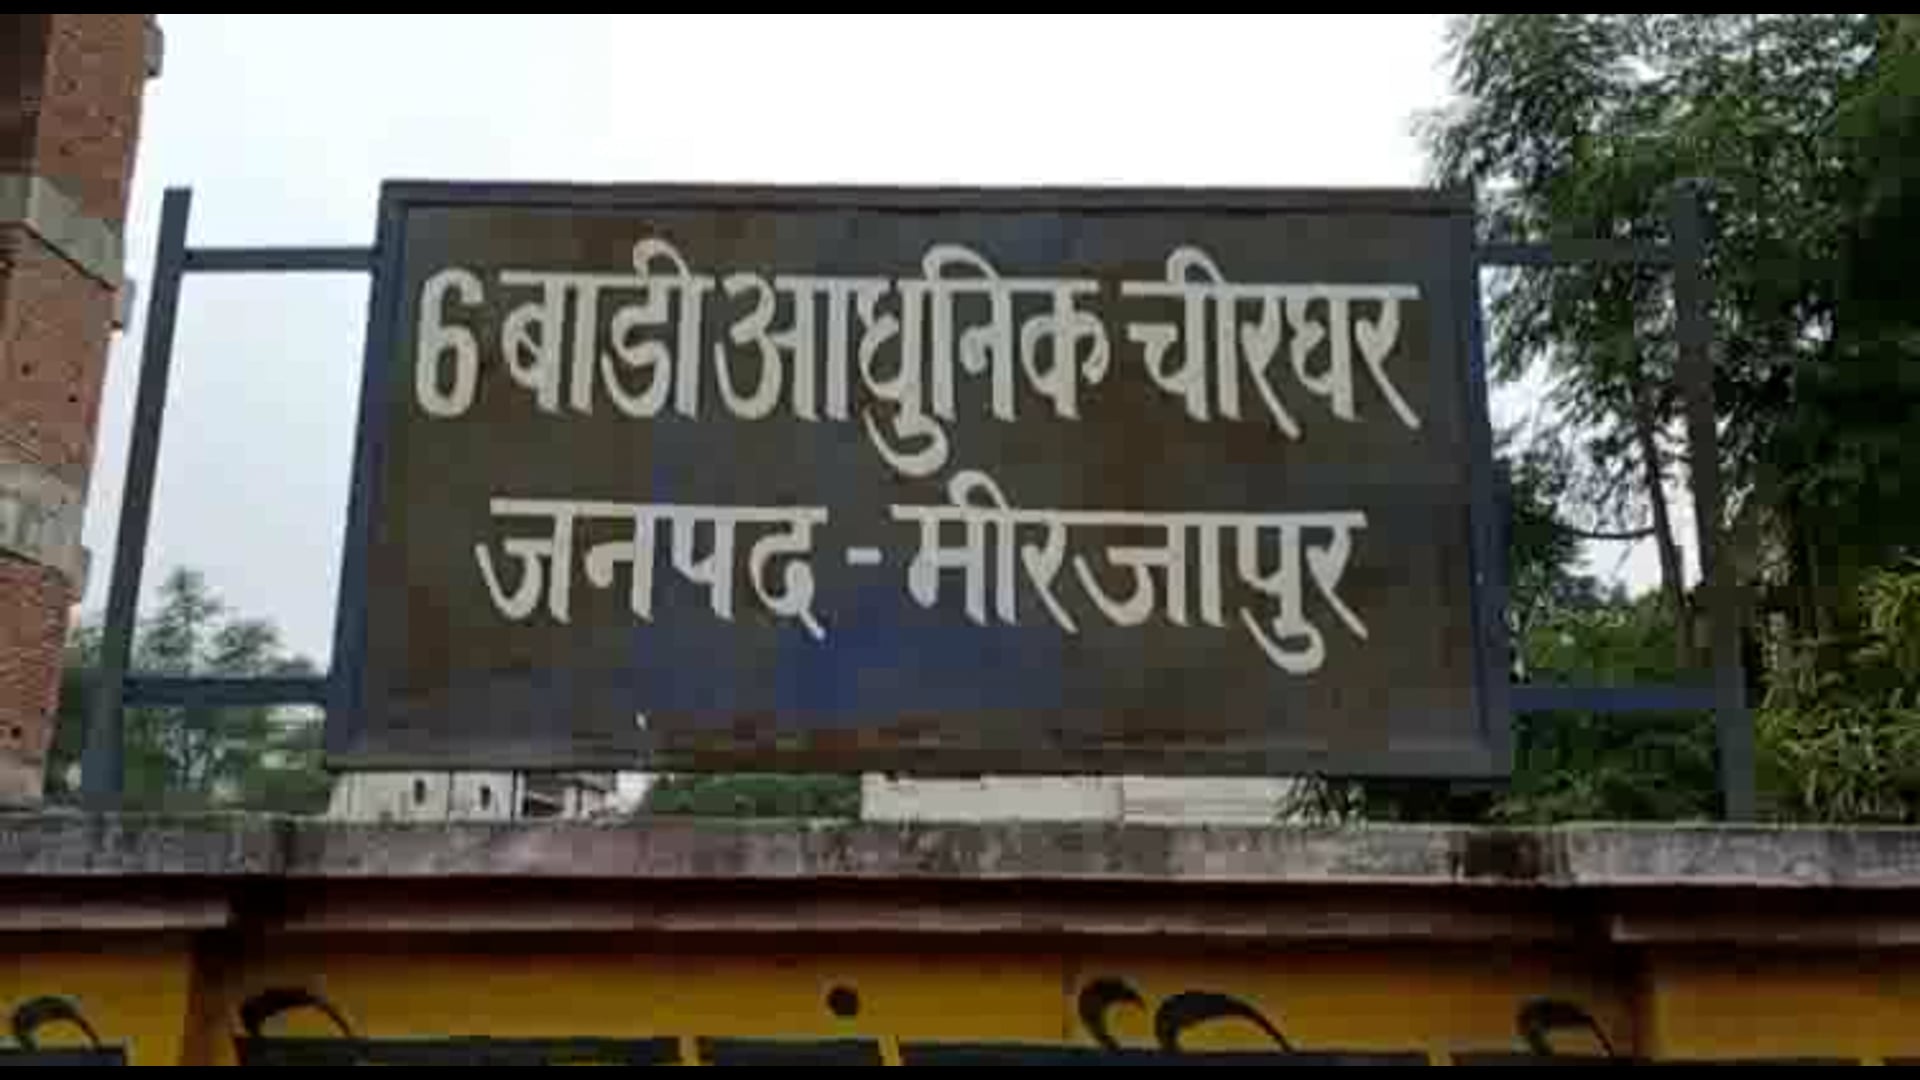 6 बाडी आधुनिक चीरघर
जनपद - मीरजापुर